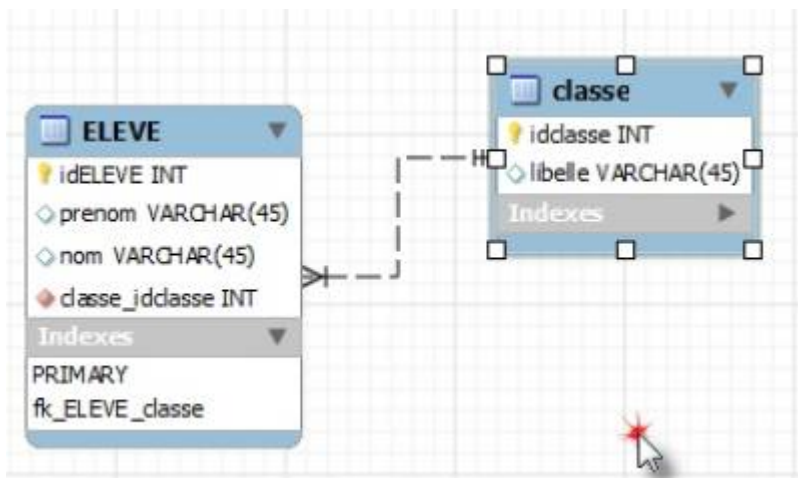 ELEVE
idELEVE INT
prenom VARCHAR(45)
nom VARCHAR(45)
classe_idclasse INT
Indexes
PRIMARY
fk_ELEVE_classe
classe
idclasse INT
libelle VARCHAR(45)
Indexes